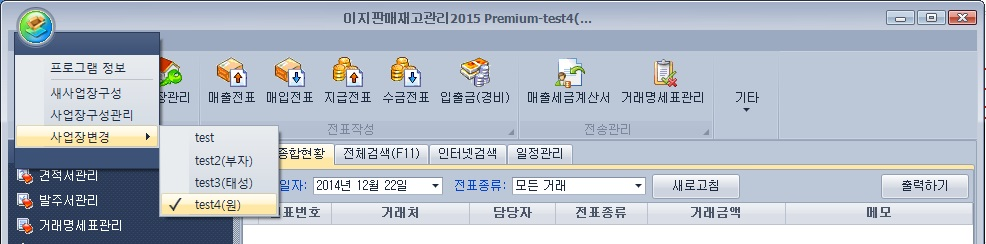 이지판매재고관리2015 Premium-test4(...
프로그램 정보
새사업장구성
사업장구성관리
사업장변경
test
test2(부자)
test3(태성)
test4(원)
장관리
매출전표
매입전표
지급전표
수금전표
입출금(경비)
매출세금계산서
거래명세표관리
기타
전표작성
전송관리
종합현황
전체검색(F11)
인터넷검색
일정관리
견적서관리
발주서관리
거래명세표관리
일자:
2014년 12월 22일
전표종류:
모든 거래
새로고침
출력하기
표번호
거래처
담당자
전표종류
거래금액
메모